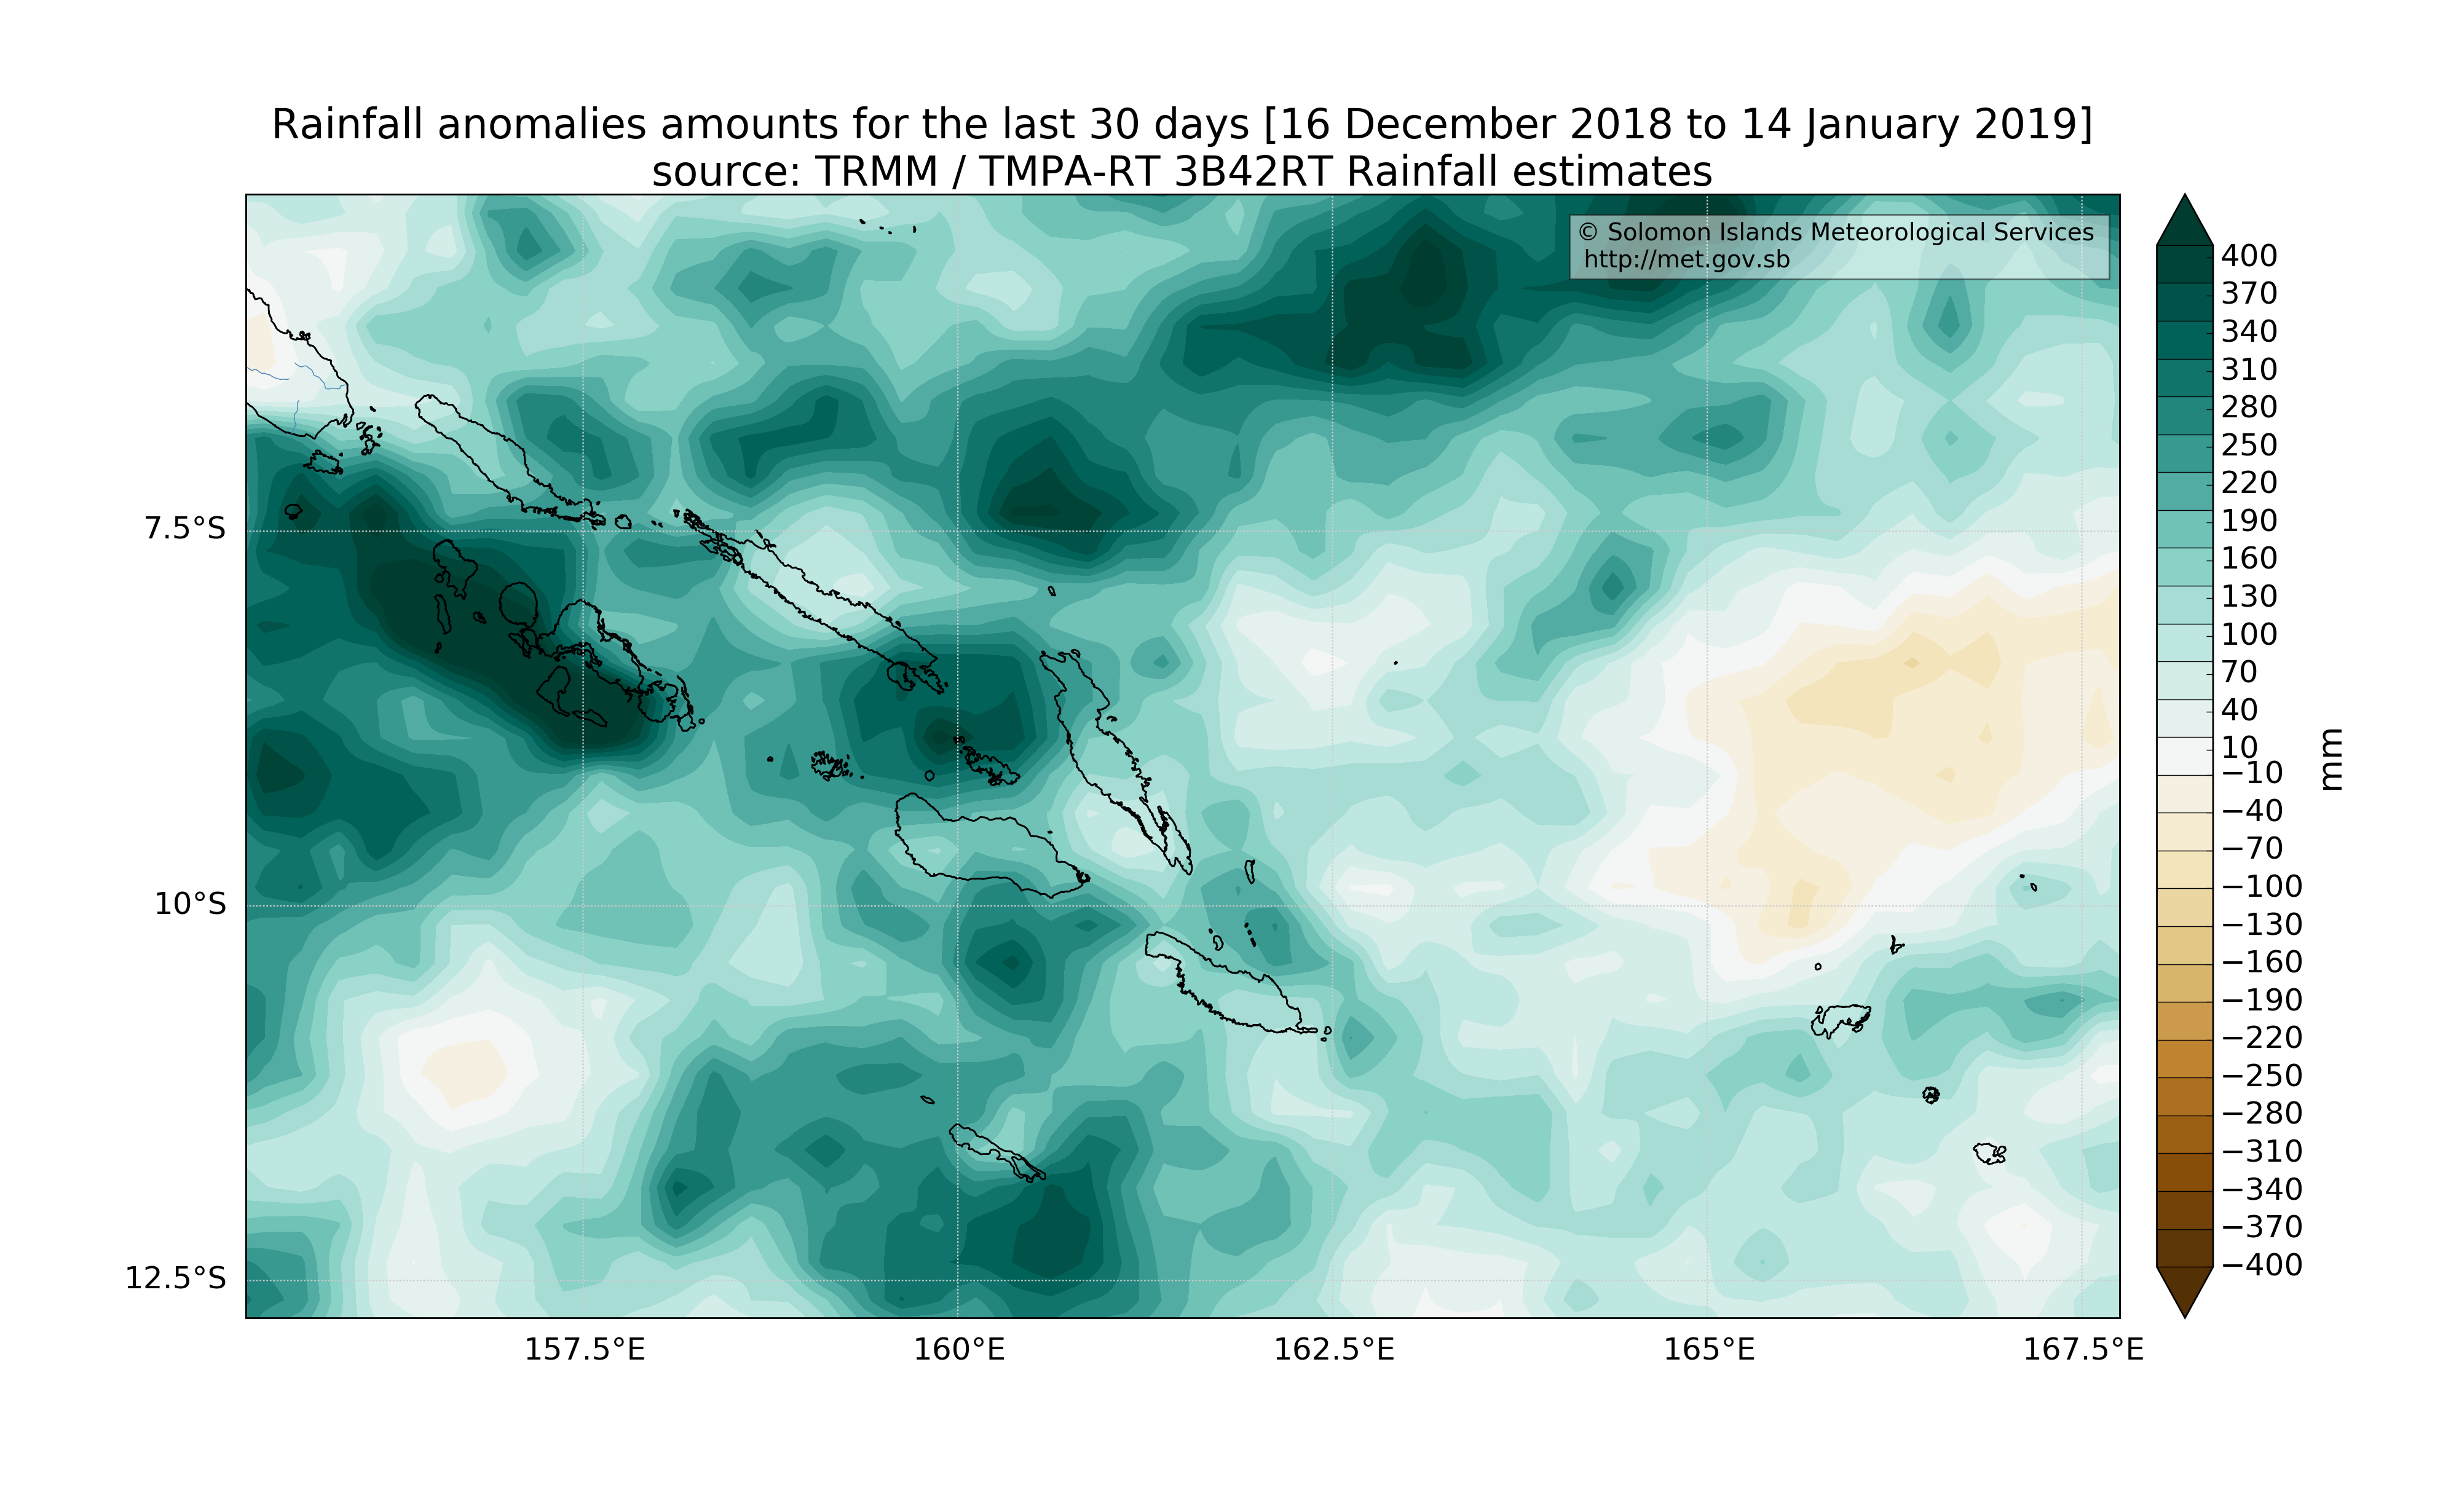 Rainfall anomalies amounts for the last 30 days [16 December 2018 to 14 January 2019]
source: TRMM / TMPA-RT 3B42RT Rainfall estimates
© Solomon Islands Meteorological Services
http://met.gov.sb
7.5°S
10°S
12.5°S
157.5°E
160°E
162.5°E
165°E
167.5°E
400
370
340
310
280
250
220
190
160
130
100
70
40
10
−10
−40
−70
−100
−130
−160
−190
−220
−250
−280
−310
−340
−370
−400
mm